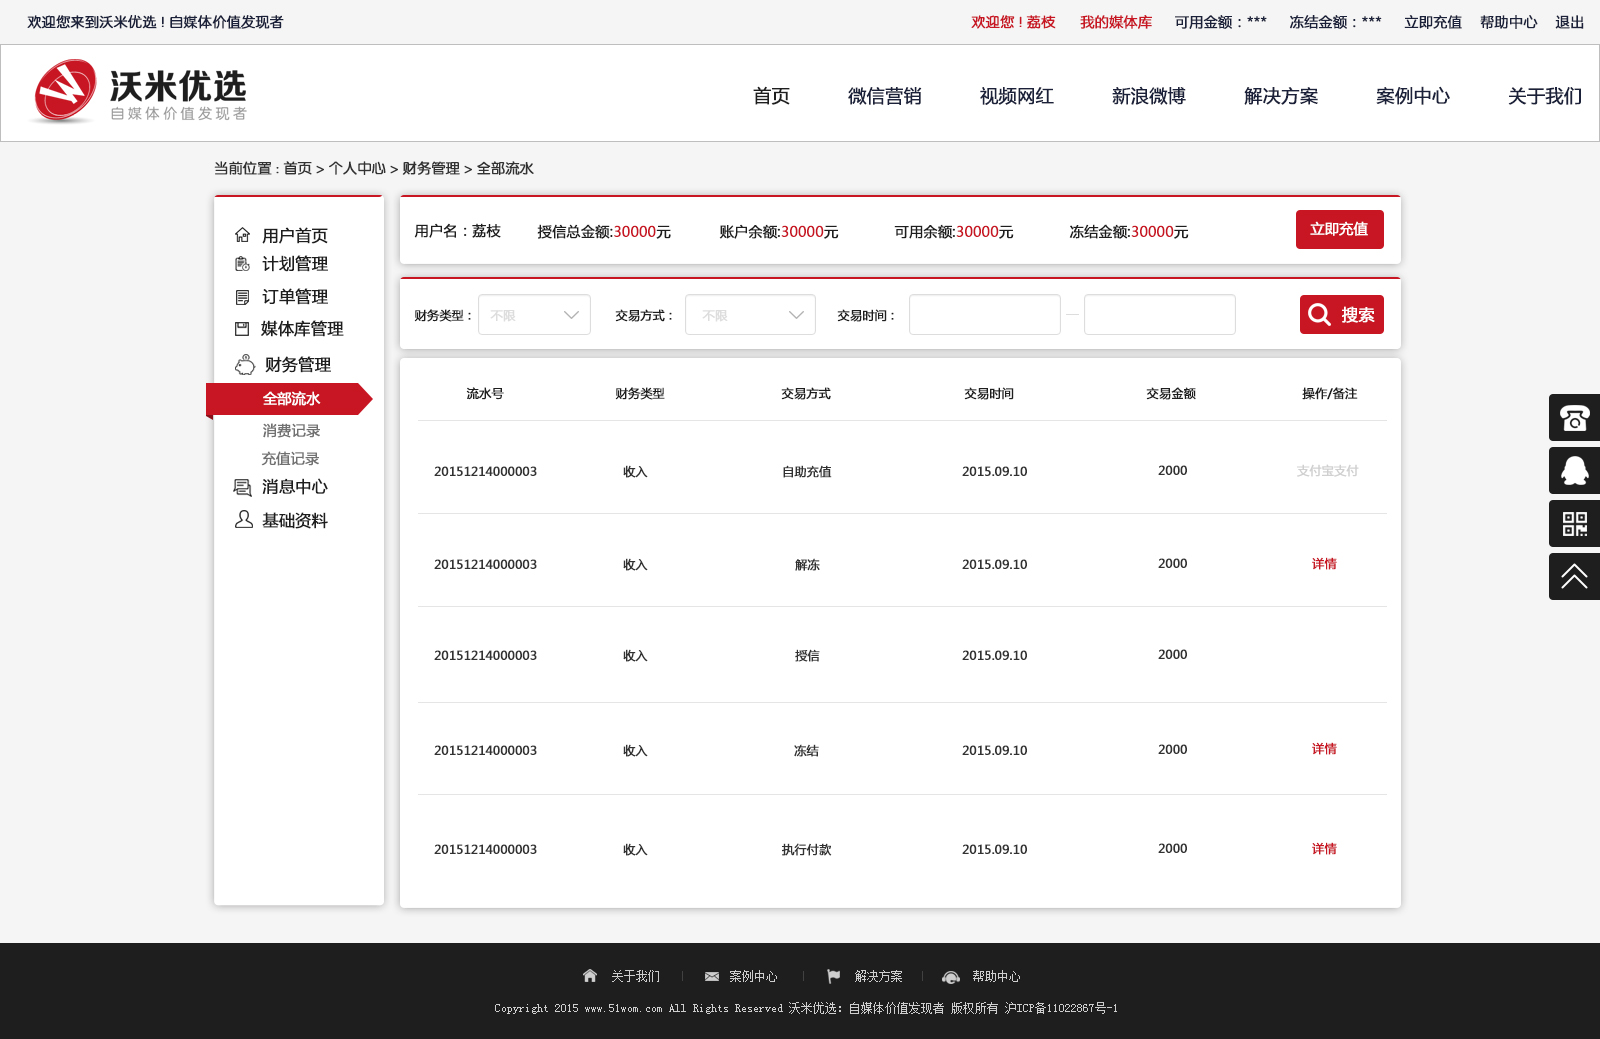 欢迎您来到沃米优选！自媒体价值发现者
欢迎您！荔枝 我的媒体库 可用金额：*** 冻结金额：*** 立即充值 帮助中心 退出
沃米优选
自媒体价值发现者
首页 微信营销 视频网红 新浪微博 解决方案 案例中心 关于我们
当前位置 : 首页 > 个人中心 > 财务管理 > 全部流水
用户首页
计划管理
订单管理
媒体库管理
财务管理
全部流水
消费记录
充值记录
消息中心
基础资料
用户名：荔枝 授信总金额:30000元 账户余额:30000元 可用余额:30000元 冻结金额:30000元 立即充值
财务类型： 不限 交易方式： 不限 交易时间： — 搜索
流水号 财务类型 交易方式 交易时间 交易金额 操作/备注
20151214000003 收入 自助充值 2015.09.10 2000 支付宝支付
20151214000003 收入 解冻 2015.09.10 2000 详情
20151214000003 收入 授信 2015.09.10 2000
20151214000003 收入 冻结 2015.09.10 2000 详情
20151214000003 收入 执行付款 2015.09.10 2000 详情
关于我们 | 案例中心 | 解决方案 | 帮助中心
Copyright 2015 www.51wom.com All Rights Reserved 沃米优选：自媒体价值发现者 版权所有 沪ICP备11022867号-1